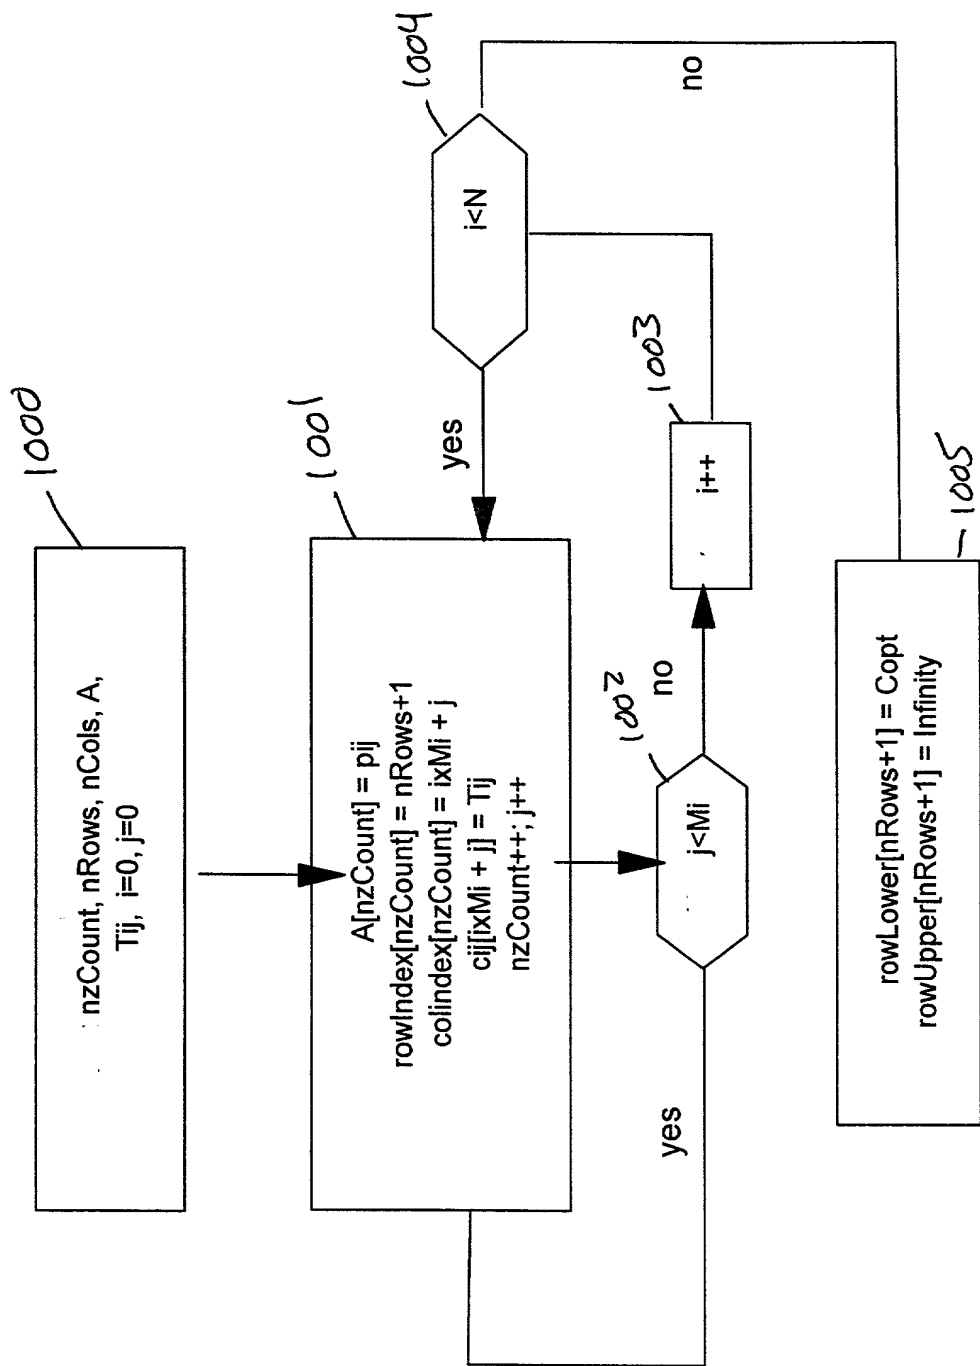 1000
nzCount, nRows, nCols, A,
Tij, i=0, j=0
1001
A[nzCount] = pij
rowIndex[nzCount] = nRows+1
colindex[nzCount] = ixMi + j
cij[ixMi + j] = Tij
nzCount++; j++
yes
1004
i<N
no
1002
j<Mi
yes
no
1003
i++
1005
rowLower[nRows+1] = Copt
rowUpper[nRows+1] = Infinity